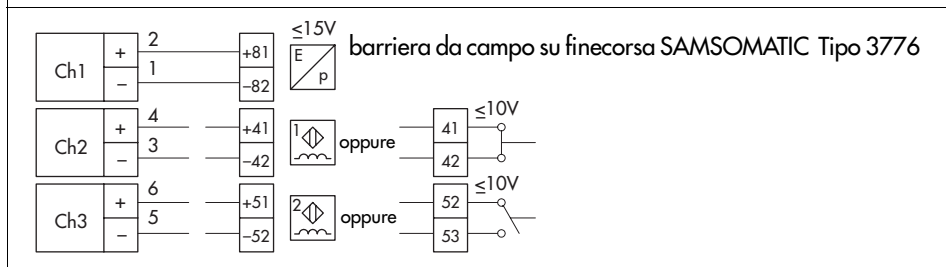 ≤15V
barriera da campo su finecorsa SAMSOMATIC Tipo 3776
Ch1 + 2 +81 E
− 1 −82 p
≤10V
Ch2 + 4 +41 1 oppure 41
− 3 −42 42
≤10V
Ch3 + 6 +51 2 oppure 52
− 5 −52 53